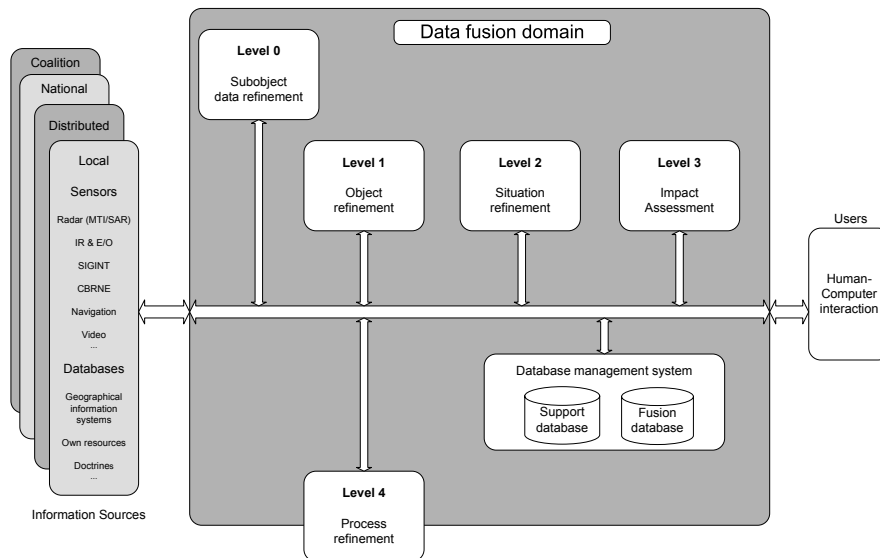 Data fusion domain
Coalition
National
Distributed
Local
Sensors
Radar (MTI/SAR)
IR & E/O
SIGINT
CBRNE
Navigation
Video
...
Databases
Geographical
information
systems
Own resources
Doctrines
...
Information Sources
Level 0
Subobject
data refinement
Level 1
Object
refinement
Level 2
Situation
refinement
Level 3
Impact
Assessment
Database management system
Support
database
Fusion
database
Level 4
Process
refinement
Users
Human-
Computer
interaction